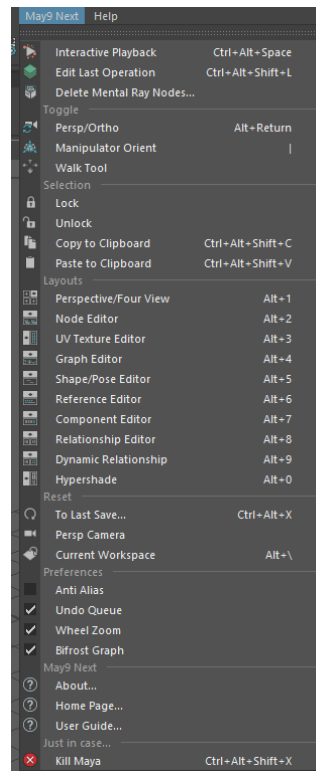 May9 Next Help
Interactive Playback Ctrl+Alt+Space
Edit Last Operation Ctrl+Alt+Shift+L
Delete Mental Ray Nodes...
Toggle
Persp/Ortho Alt+Return
Manipulator Orient |
Walk Tool
Selection
Lock
Unlock
Copy to Clipboard Ctrl+Alt+Shift+C
Paste to Clipboard Ctrl+Alt+Shift+V
Layouts
Perspective/Four View Alt+1
Node Editor Alt+2
UV Texture Editor Alt+3
Graph Editor Alt+4
Shape/Pose Editor Alt+5
Reference Editor Alt+6
Component Editor Alt+7
Relationship Editor Alt+8
Dynamic Relationship Alt+9
Hypershade Alt+0
Reset
To Last Save... Ctrl+Alt+X
Persp Camera
Current Workspace Alt+\
Preferences
Anti Alias
Undo Queue
Wheel Zoom
Bifrost Graph
May9 Next
About...
Home Page...
User Guide...
Just in case...
Kill Maya Ctrl+Alt+Shift+X